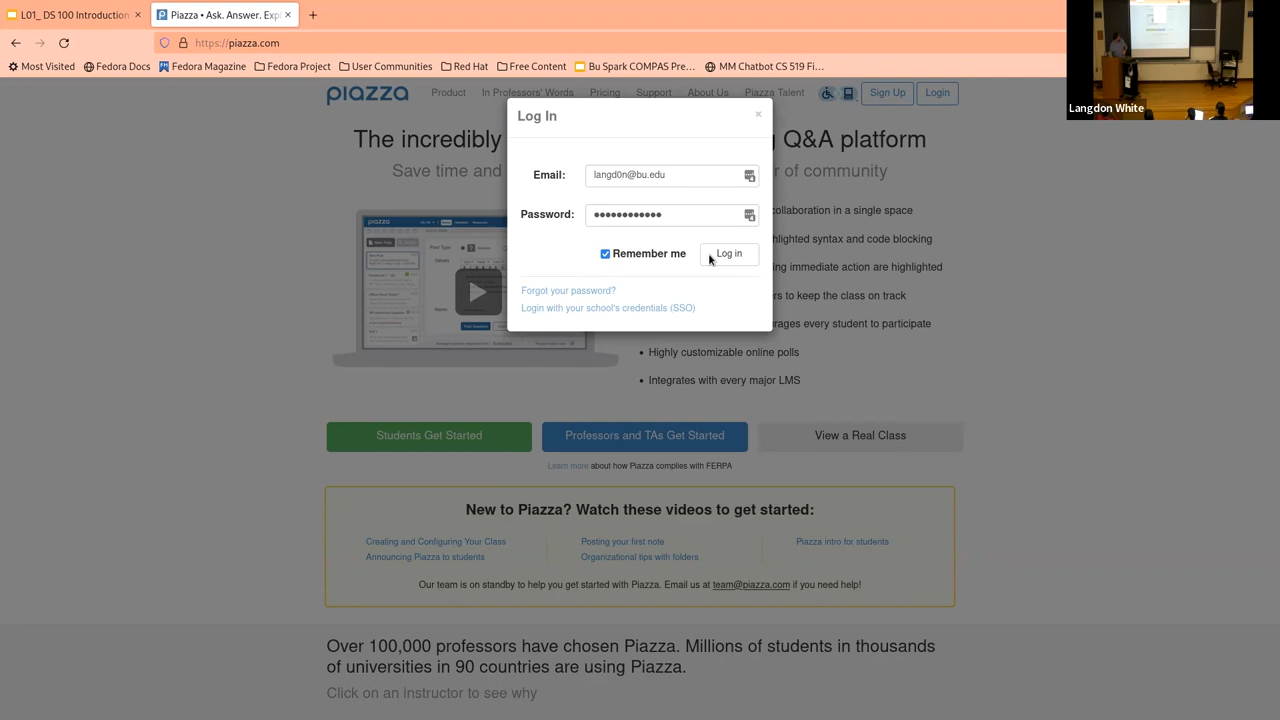 L01_ DS 100 Introduction
Piazza • Ask. Answer. Exp
https://piazza.com
Most Visited
Fedora Docs
Fedora Magazine
Fedora Project
User Communities
Red Hat
Free Content
Bu Spark COMPAS Pre…
MM Chatbot CS 519 Fi…
Langdon White
piazza
Product
In Professors' Words
Pricing
Support
About Us
Piazza Talent
Sign Up
Login
The incredibly
Q&A platform
Save time and
of community
Log In
×
Email:
langd0n@bu.edu
Password:
••••••••••••
Remember me
Log in
Forgot your password?
Login with your school's credentials (SSO)
collaboration in a single space
hlighted syntax and code blocking
ing immediate action are highlighted
rs to keep the class on track
urages every student to participate
• Highly customizable online polls
• Integrates with every major LMS
piazza
Students Get Started
Professors and TAs Get Started
View a Real Class
Learn more about how Piazza complies with FERPA
New to Piazza? Watch these videos to get started:
Creating and Configuring Your Class
Posting your first note
Piazza intro for students
Announcing Piazza to students
Organizational tips with folders
Our team is on standby to help you get started with Piazza. Email us at team@piazza.com if you need help!
Over 100,000 professors have chosen Piazza. Millions of students in thousands
of universities in 90 countries are using Piazza.
Click on an instructor to see why